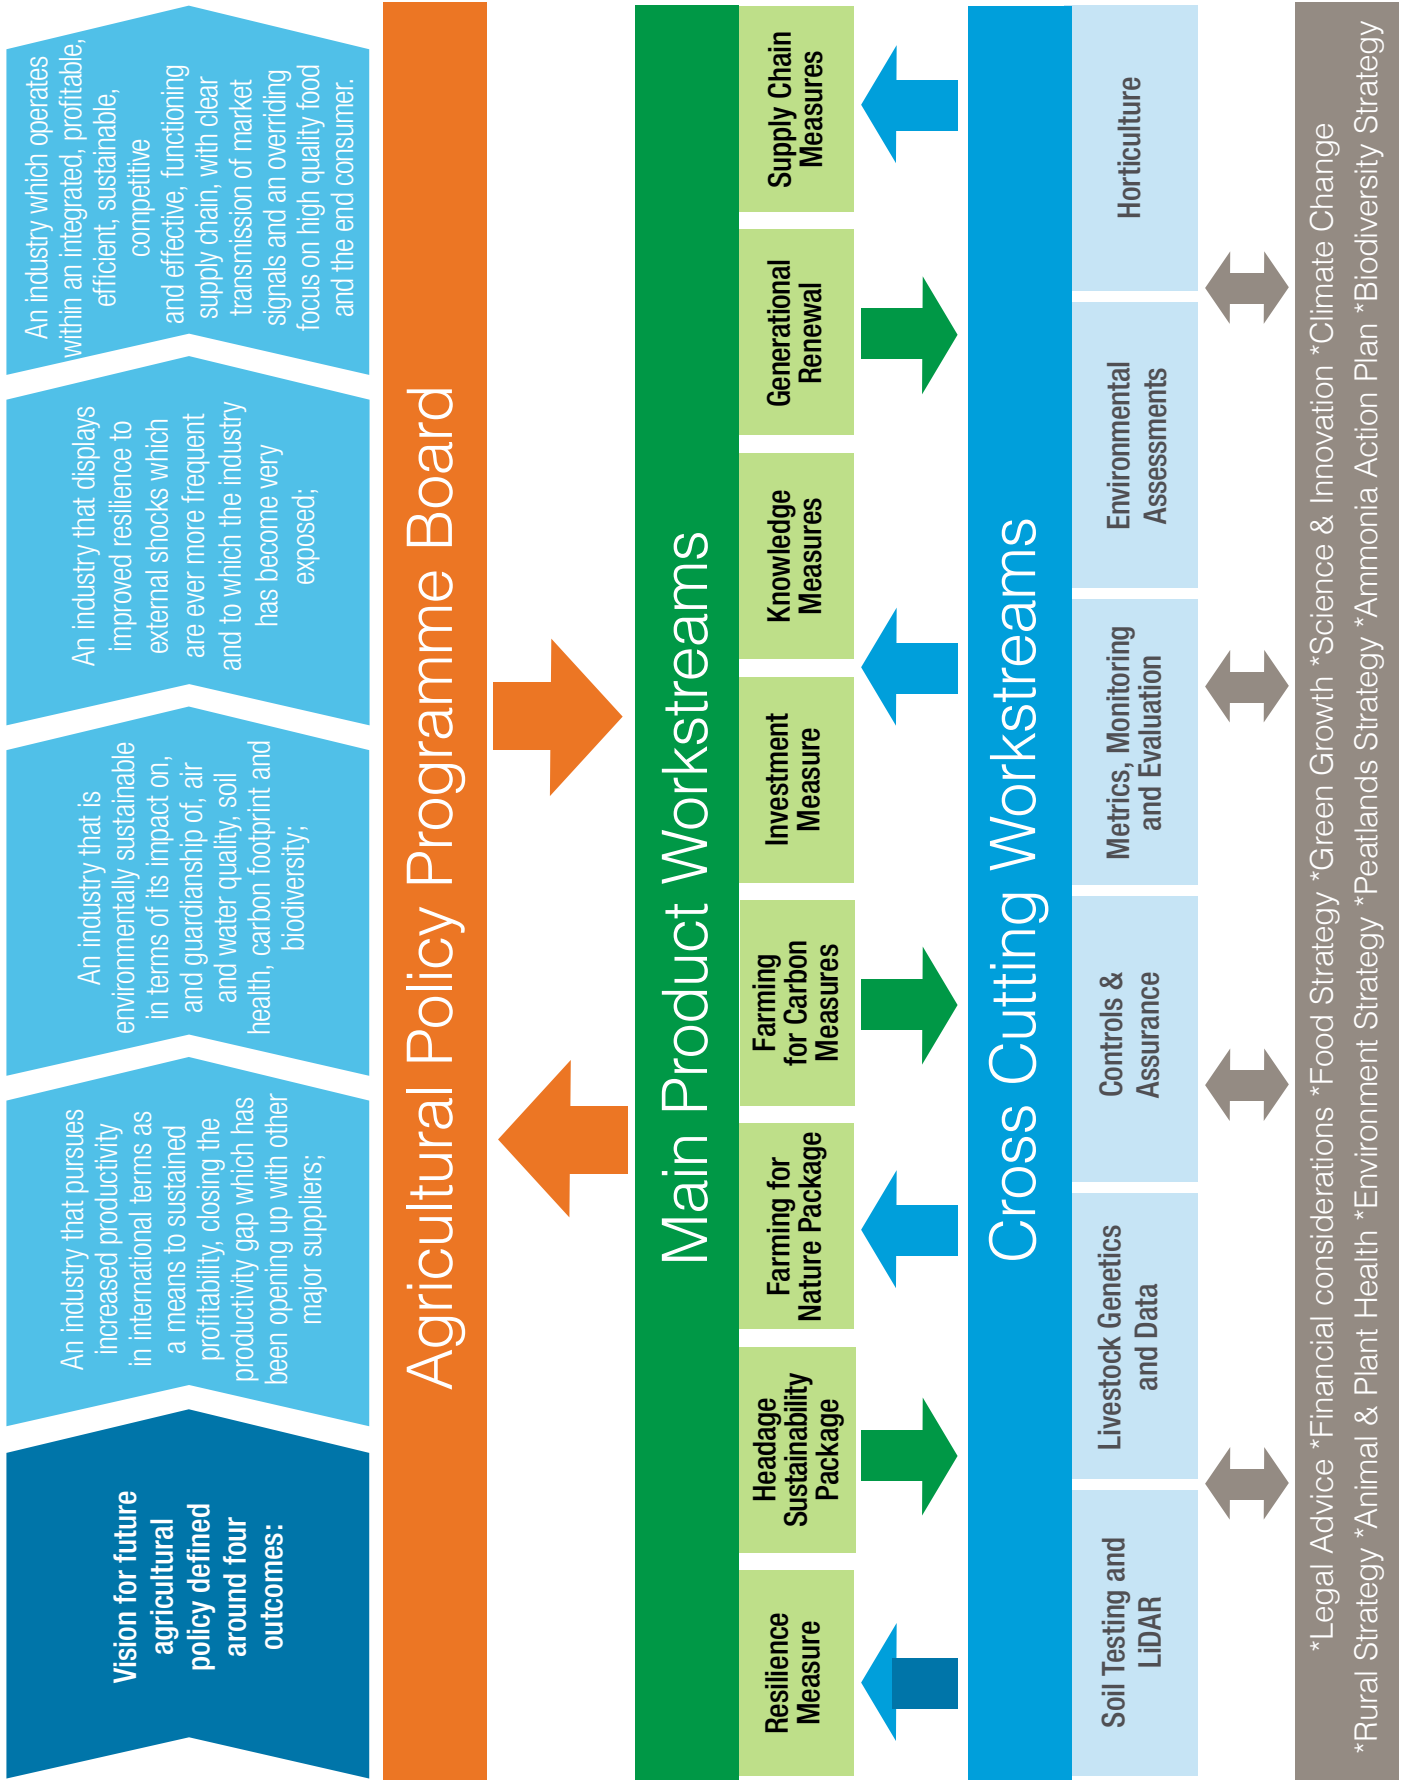 Vision for future
agricultural
policy defined
around four
outcomes:
An industry that pursues
increased productivity
in international terms as
a means to sustained
profitability, closing the
productivity gap which has
been opening up with other
major suppliers;
An industry that is
environmentally sustainable
in terms of its impact on,
and guardianship of, air
and water quality, soil
health, carbon footprint and
biodiversity;
An industry that displays
improved resilience to
external shocks which
are ever more frequent
and to which the industry
has become very
exposed;
An industry which operates
within an integrated, profitable,
efficient, sustainable,
competitive
and effective, functioning
supply chain, with clear
transmission of market
signals and an overriding
focus on high quality food
and the end consumer.
Agricultural Policy Programme Board
Main Product Workstreams
Resilience
Measure
Headage
Sustainability
Package
Farming for
Nature Package
Farming
for Carbon
Measures
Investment
Measure
Knowledge
Measures
Generational
Renewal
Supply Chain
Measures
Cross Cutting Workstreams
Soil Testing and
LiDAR
Livestock Genetics
and Data
Controls &
Assurance
Metrics, Monitoring
and Evaluation
Environmental
Assessments
Horticulture
*Legal Advice *Financial considerations *Food Strategy *Green Growth *Science & Innovation *Climate Change
*Rural Strategy *Animal & Plant Health *Environment Strategy *Peatlands Strategy *Ammonia Action Plan *Biodiversity Strategy